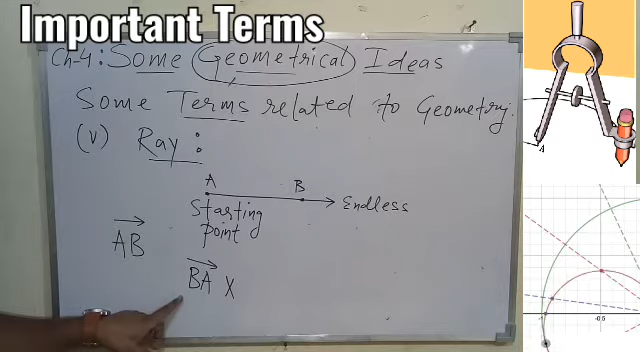 Important Terms
Ch-4: Some Geometrical Ideas
Some Terms related to Geometry.
(v) Ray:
A B
Endless
Starting
point
AB
BA X
A
-1 -0.5